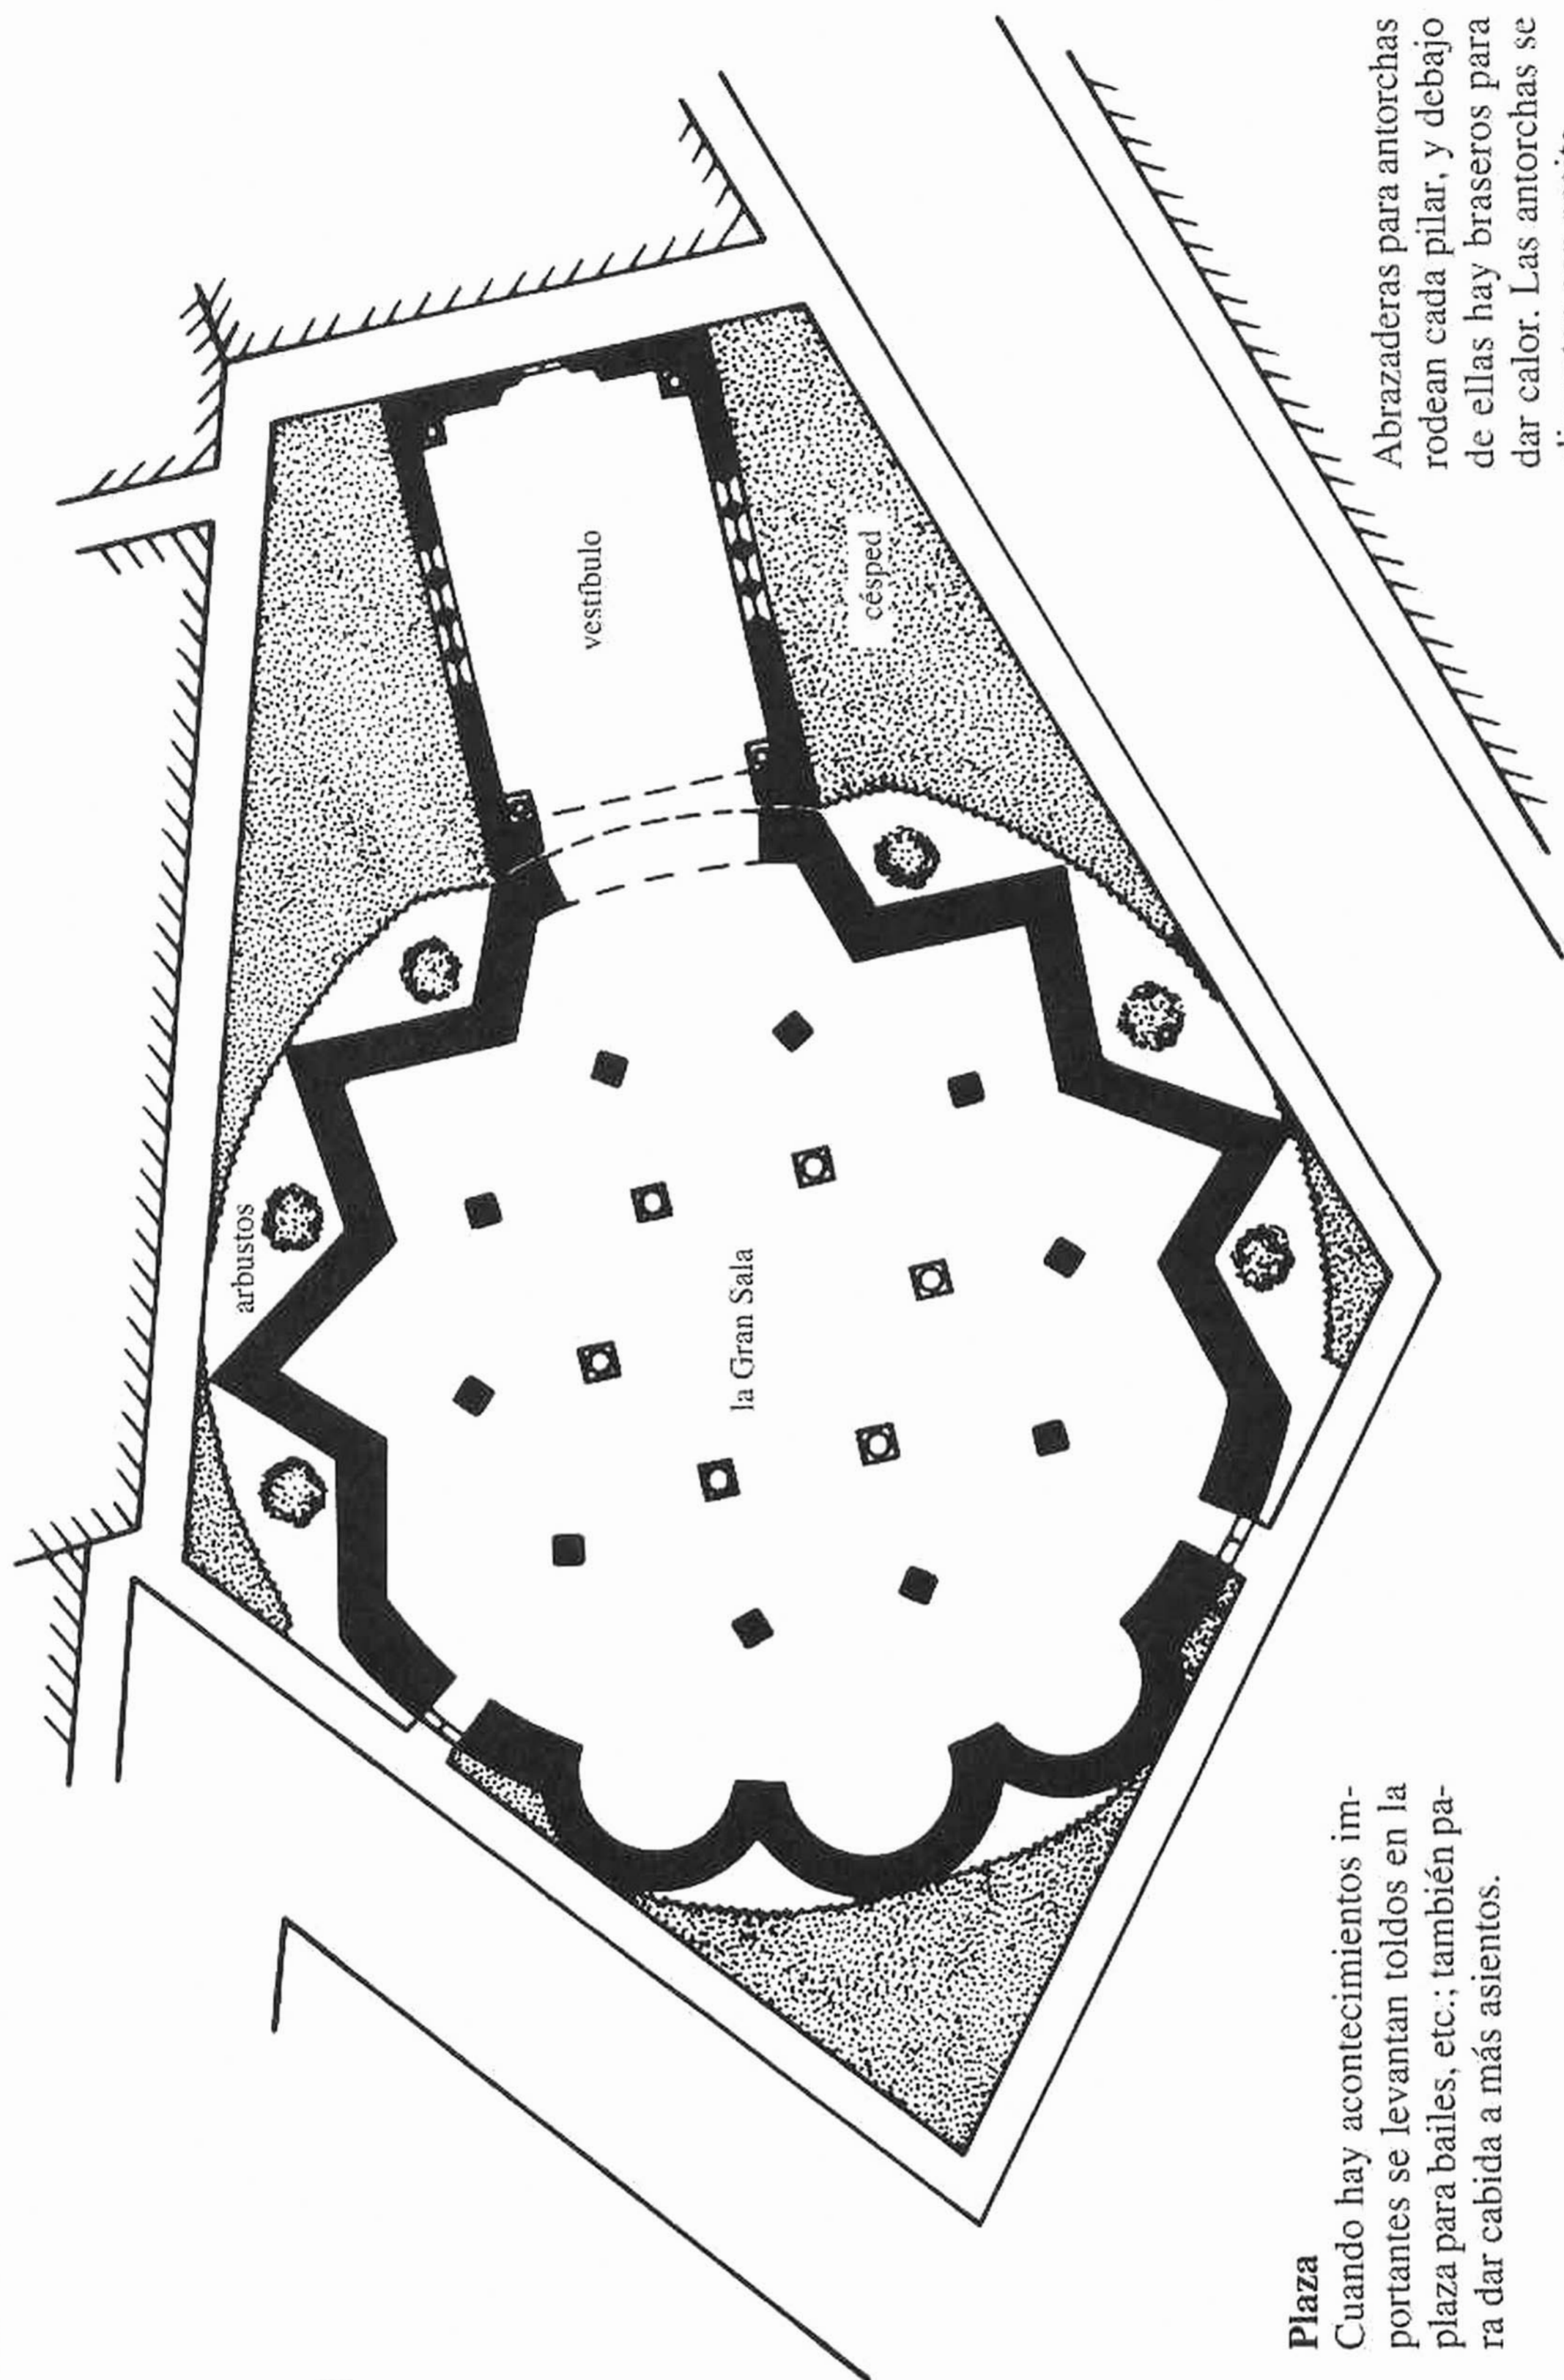 Plaza
Cuando hay acontecimientos im-
portantes se levantan toldos en la
plaza para bailes, etc.; también pa-
ra dar cabida a más asientos.
arbustos
la Gran Sala
vestíbulo
césped
Abrazaderas para antorchas
rodean cada pilar, y debajo
de ellas hay braseros para
dar calor. Las antorchas se